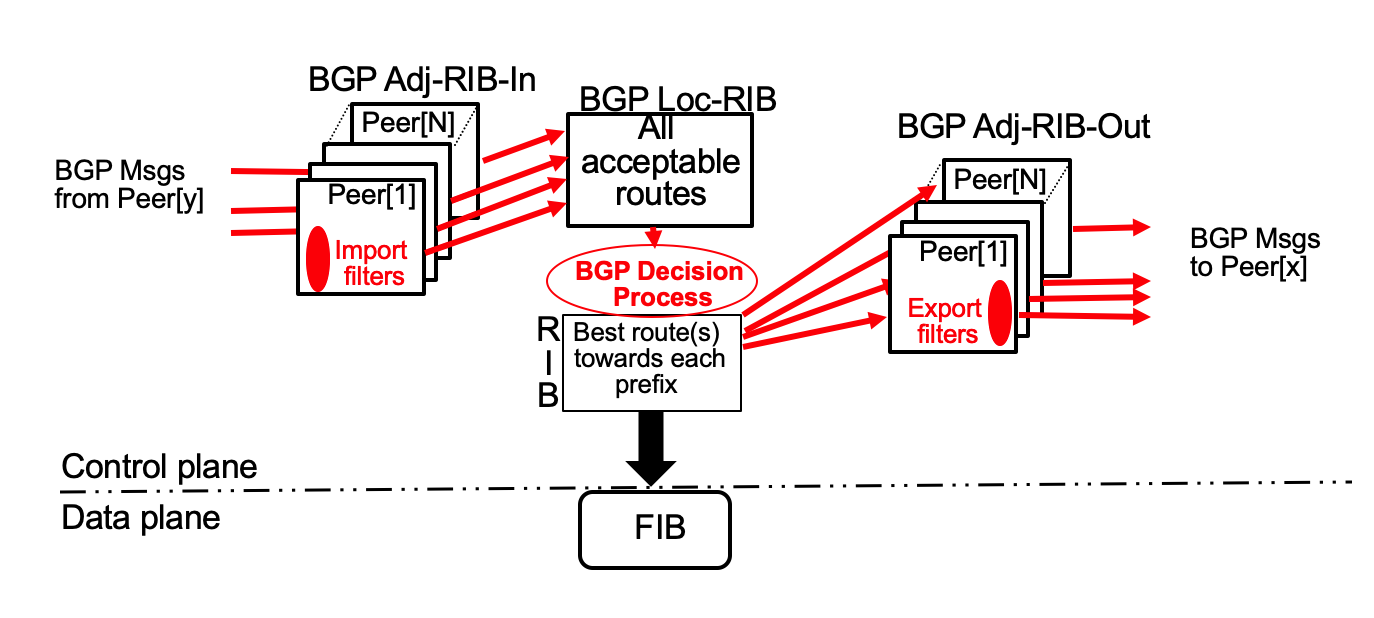 BGP Adj-RIB-In
Peer[N]
BGP Msgs
from Peer[y]
Peer[1]
Import
filters
BGP Loc-RIB
All
acceptable
routes
BGP Decision
Process
R
I
B
Best route(s)
towards each
prefix
BGP Adj-RIB-Out
Peer[N]
Peer[1]
Export
filters
BGP Msgs
to Peer[x]
Control plane
Data plane
FIB